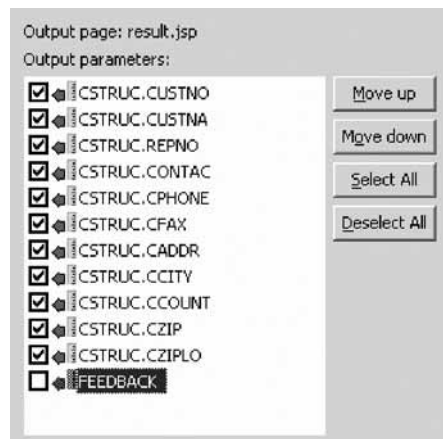 Output page: result.jsp
Output parameters:
CSTRUC.CUSTNO
CSTRUC.CUSTNA
CSTRUC.REPNO
CSTRUC.CONTAC
CSTRUC.CPHONE
CSTRUC.CFAX
CSTRUC.CADDR
CSTRUC.CCITY
CSTRUC.CCOUNT
CSTRUC.CZIP
CSTRUC.CZIPLO
FEEDBACK
Move up
Move down
Select All
Deselect All